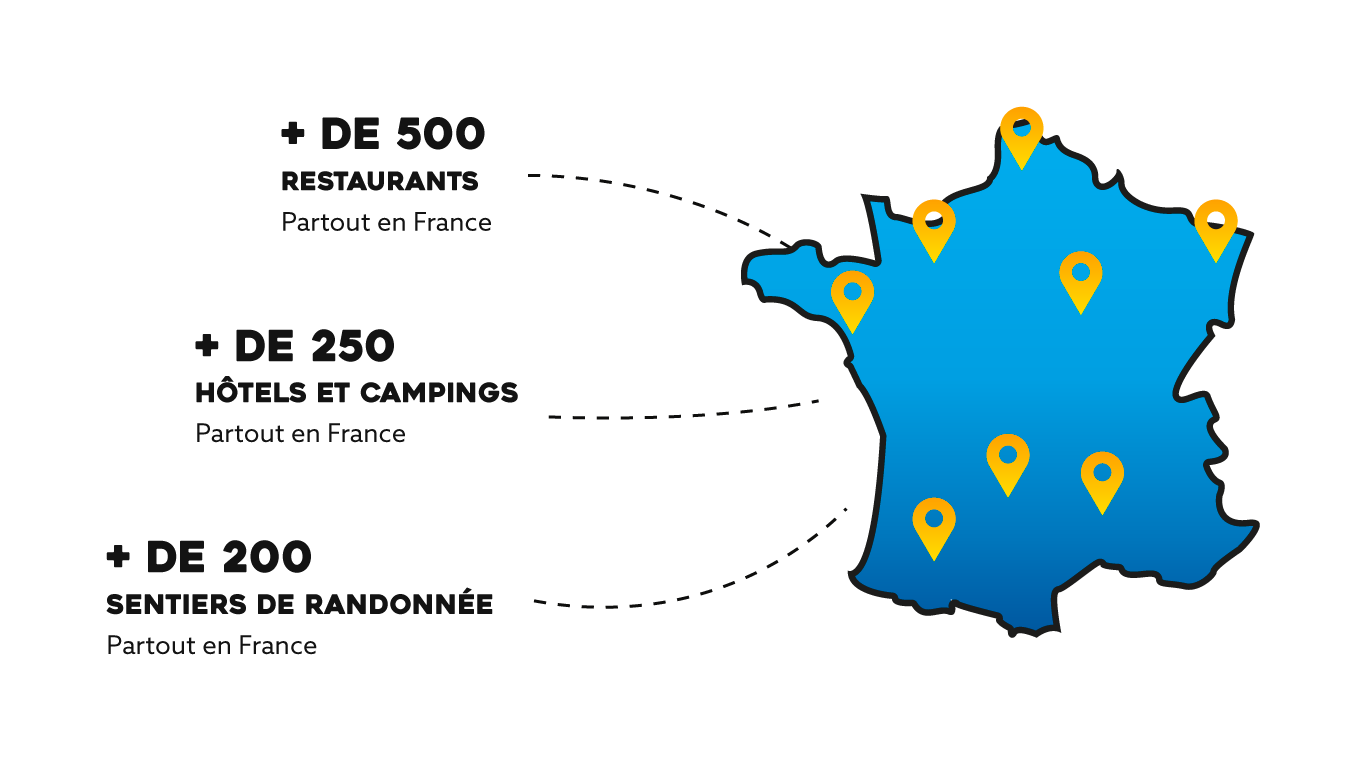 + DE 500
RESTAURANTS
Partout en France
+ DE 250
HÔTELS ET CAMPINGS
Partout en France
+ DE 200
SENTIERS DE RANDONNÉE
Partout en France